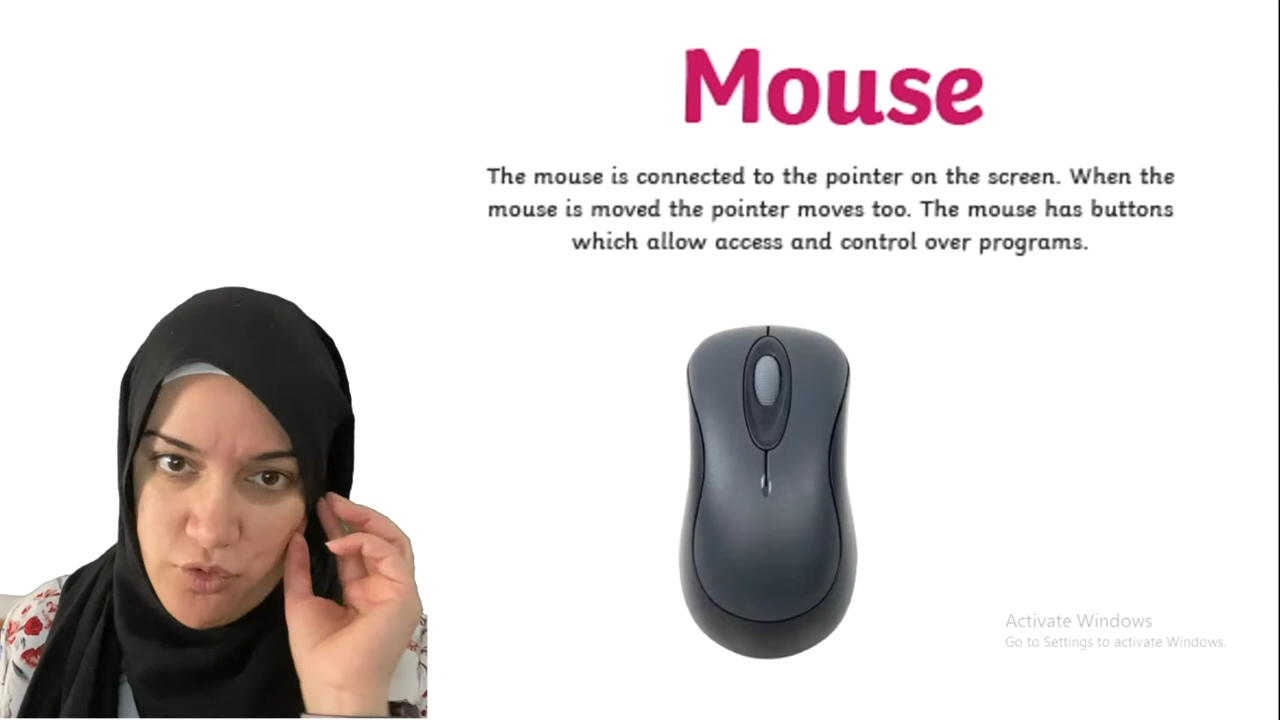 Mouse
The mouse is connected to the pointer on the screen. When the
mouse is moved the pointer moves too. The mouse has buttons
which allow access and control over programs.
Activate Windows
Go to Settings to activate Windows.